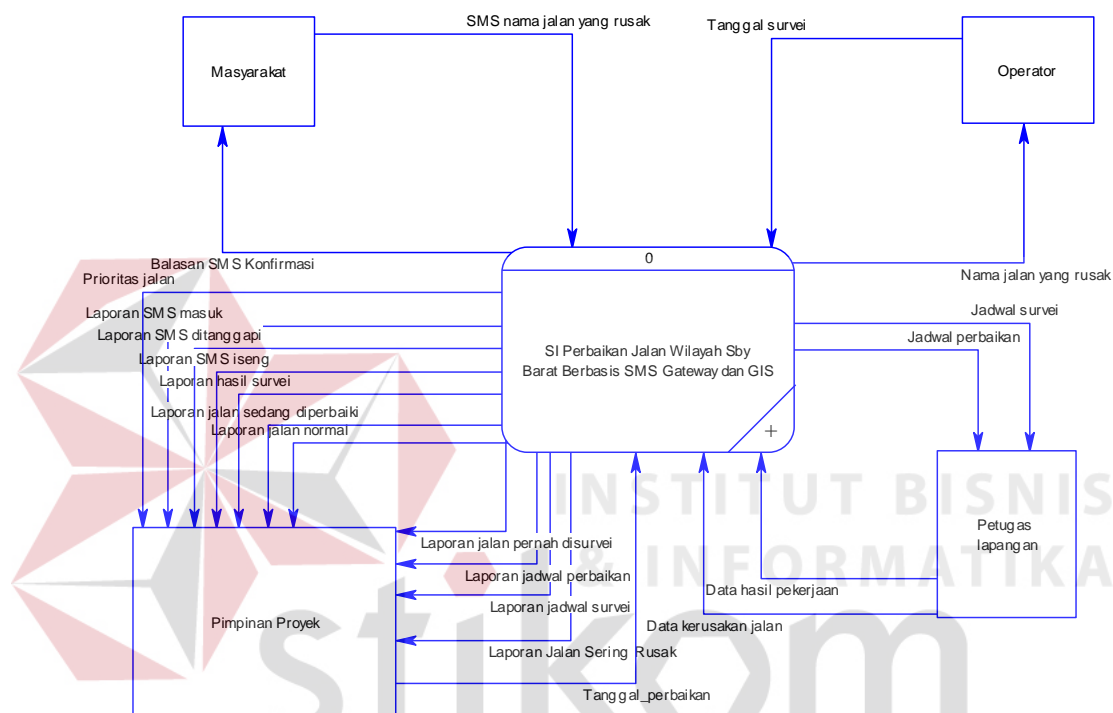 SMS nama jalan yang rusak
Tanggal survei
Masyarakat
Operator
Balasan SMS Konfirmasi
0
Prioritas jalan
Nama jalan yang rusak
Laporan SMS masuk
Jadwal survei
Laporan SMS ditanggapi
Jadwal perbaikan
SI Perbaikan Jalan Wilayah Sby
Barat Berbasis SMS Gateway dan GIS
Laporan SMS iseng
Laporan hasil survei
Laporan jalan sedang diperbaiki
Laporan jalan normal
+
INSTITUT BISNIS
Petugas
lapangan
Laporan jalan pernah disurvei
& INFORMATIKA
Laporan jadwal perbaikan
Data hasil pekerjaan
Laporan jadwal survei
Pimpinan Proyek
Data kerusakan jalan
stikom
Laporan Jalan Sering Rusak
Tanggal_perbaikan